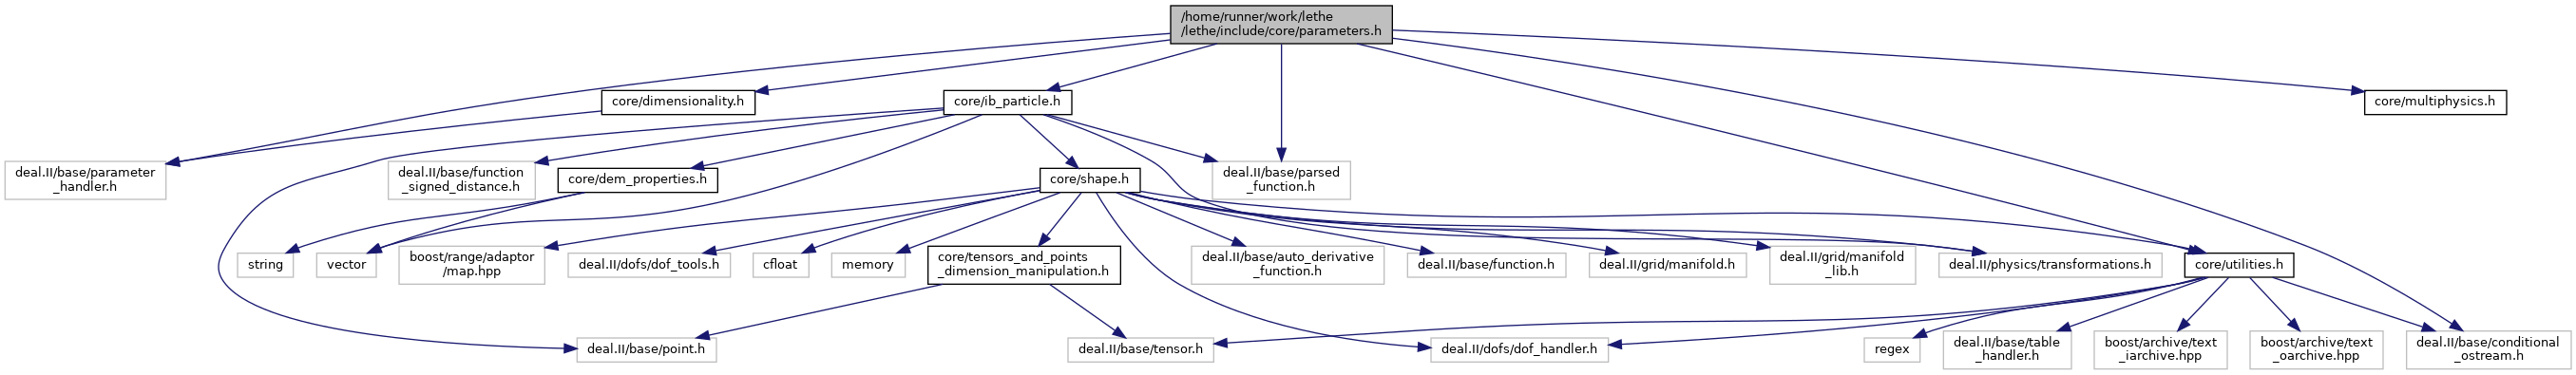 /home/runner/work/lethe
/lethe/include/core/parameters.h
core/dimensionality.h
core/ib_particle.h
core/multiphysics.h
deal.II/base/parameter
_handler.h
deal.II/base/function
_signed_distance.h
core/dem_properties.h
core/shape.h
deal.II/base/parsed
_function.h
string
vector
boost/range/adaptor
/map.hpp
deal.II/dofs/dof_tools.h
cfloat
memory
core/tensors_and_points
_dimension_manipulation.h
deal.II/base/auto_derivative
_function.h
deal.II/base/function.h
deal.II/grid/manifold.h
deal.II/grid/manifold
_lib.h
deal.II/physics/transformations.h
core/utilities.h
deal.II/base/point.h
deal.II/base/tensor.h
deal.II/dofs/dof_handler.h
regex
deal.II/base/table
_handler.h
boost/archive/text
_iarchive.hpp
boost/archive/text
_oarchive.hpp
deal.II/base/conditional
_ostream.h